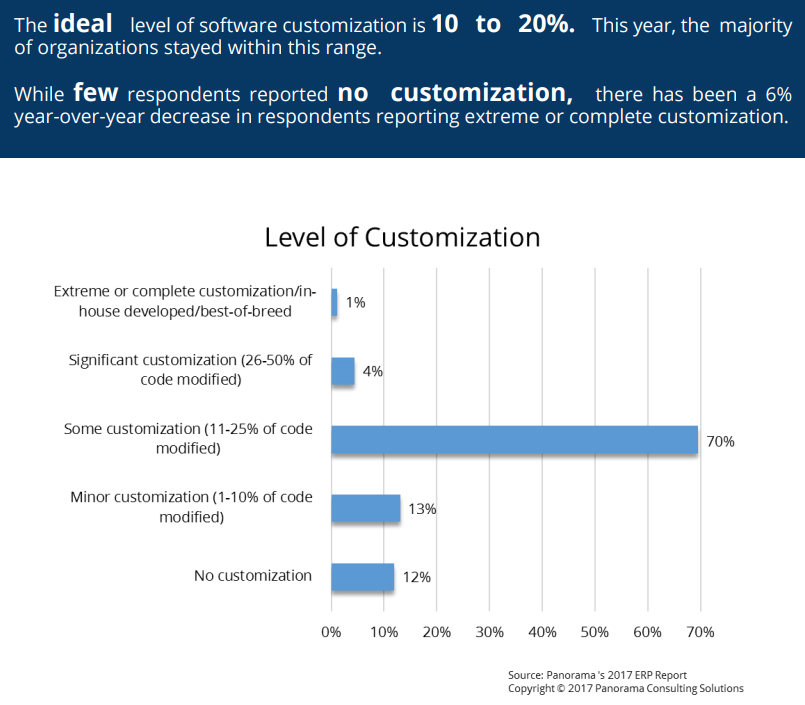 The ideal level of software customization is 10 to 20%. This year, the majority
of organizations stayed within this range.
While few respondents reported no customization, there has been a 6%
year-over-year decrease in respondents reporting extreme or complete customization.
Level of Customization
Extreme or complete customization/in-
house developed/best-of-breed
1%
Significant customization (26-50% of
code modified)
4%
Some customization (11-25% of code
modified)
70%
Minor customization (1-10% of code
modified)
13%
No customization
12%
0% 10% 20% 30% 40% 50% 60% 70%
Source: Panorama 's 2017 ERP Report
Copyright © 2017 Panorama Consulting Solutions